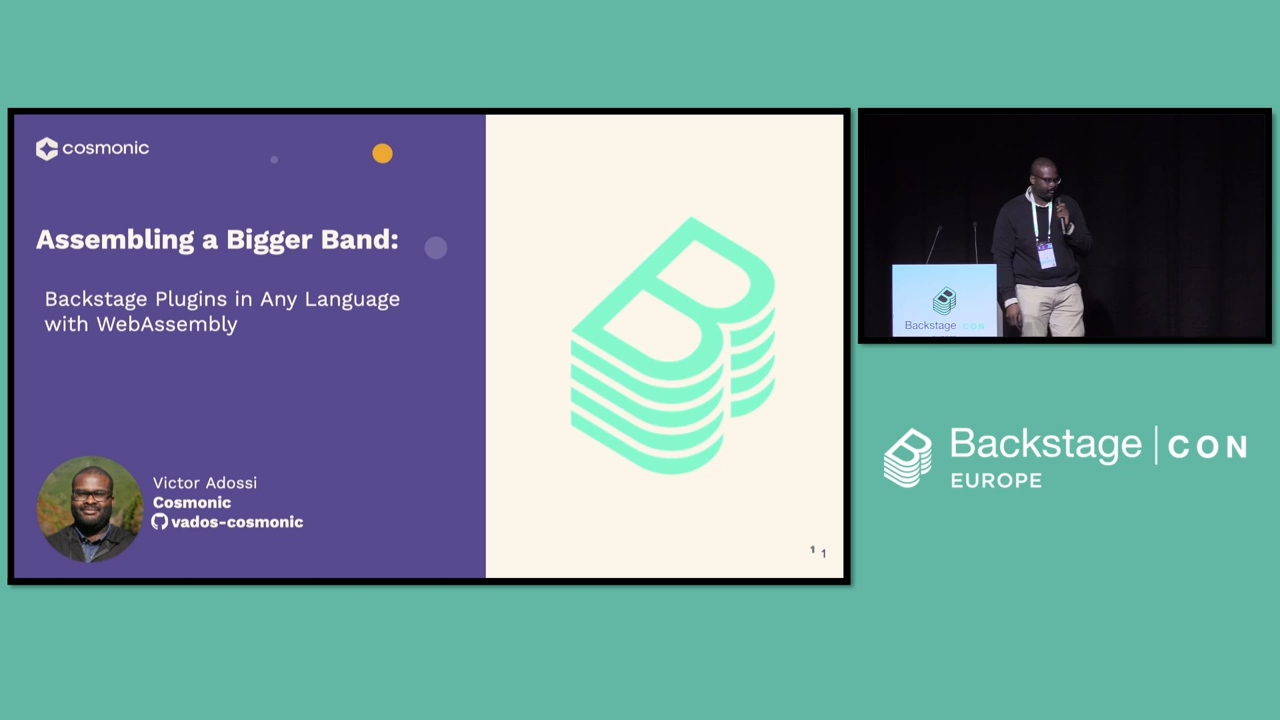 cosmonic
Assembling a Bigger Band:
Backstage Plugins in Any Language
with WebAssembly
Victor Adossi
Cosmonic
vados-cosmonic
1 1
Backstage CON
Backstage | CON
EUROPE